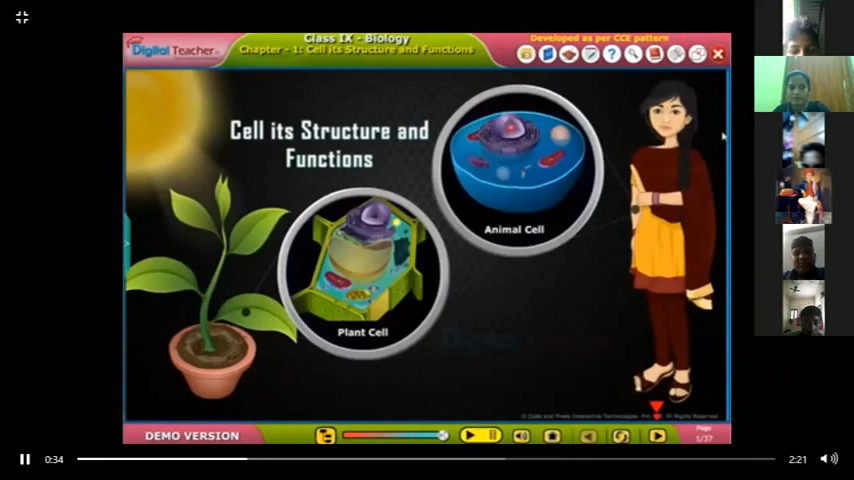 Class IX - Biology
Developed as per CCE pattern
Digital Teacher
Chapter - 1: Cell its Structure and Functions
Cell its Structure and
Functions
Animal Cell
Plant Cell
DEMO VERSION
Page
1/37
0:34
2:21